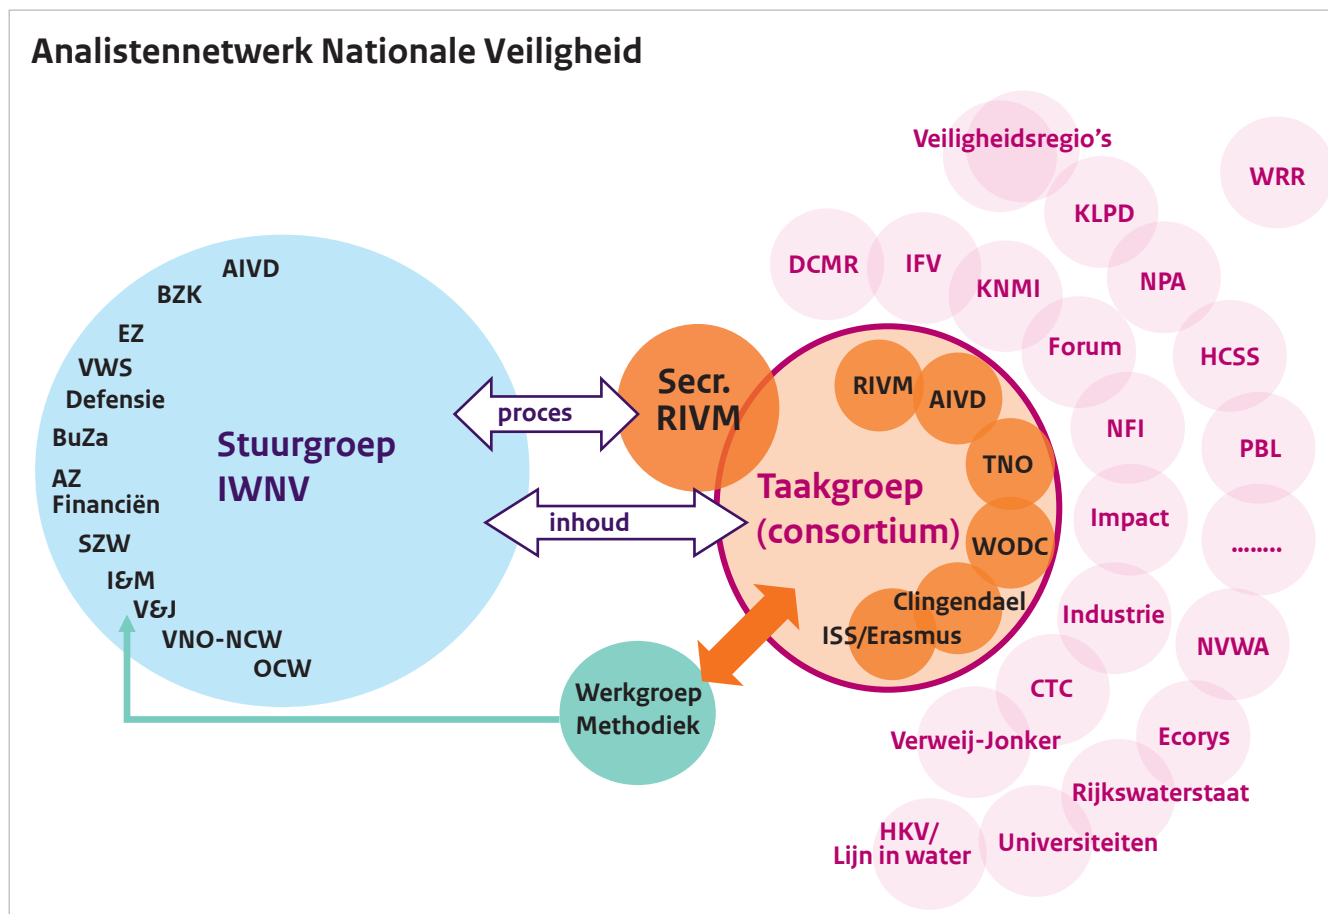 Analistennetwerk Nationale Veiligheid
AIVD
BZK
EZ
VWS
Defensie
BuZa
AZ
Financiën
SZW
I&M
V&J
VNO-NCW
OCW
Stuurgroep
IWNV
proces
inhoud
Secr.
RIVM
Werkgroep
Methodiek
Taakgroep
(consortium)
RIVM
AIVD
TNO
WODC
Clingendael
ISS/Erasmus
DCMR
IFV
KNMI
Forum
NFI
Impact
Industrie
CTC
Verweij-Jonker
HKV/
Lijn in water
Veiligheidsregio's
KLPD
NPA
HCSS
PBL
........
NVWA
Ecorys
Rijkswaterstaat
Universiteiten
WRR